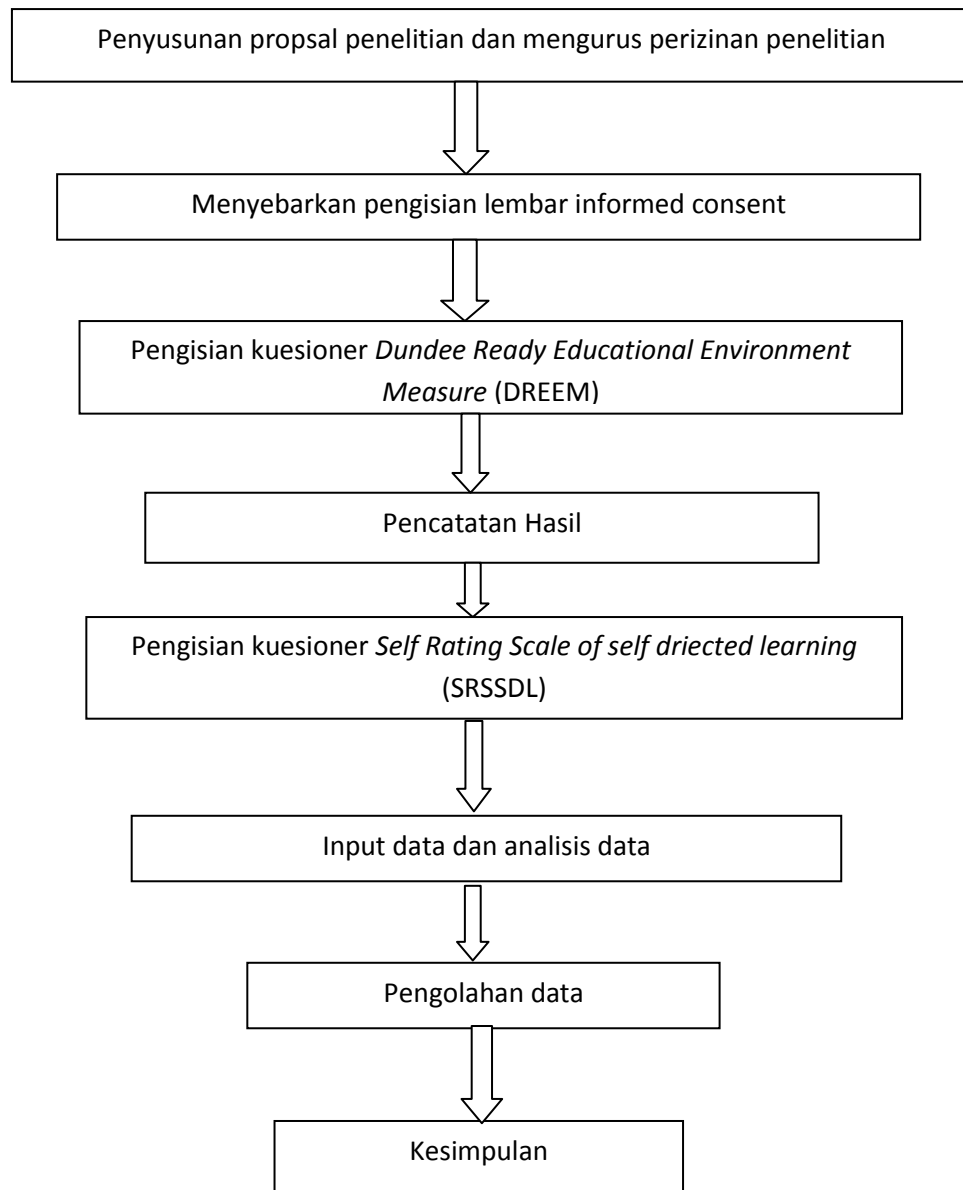 Penyusunan propsal penelitian dan mengurus perizinan penelitian
Menyebarkan pengisian lembar informed consent
Pengisian kuesioner Dundee Ready Educational Environment
Measure (DREEM)
Pencatatan Hasil
Pengisian kuesioner Self Rating Scale of self driected learning
(SRSSDL)
Input data dan analisis data
Pengolahan data
Kesimpulan